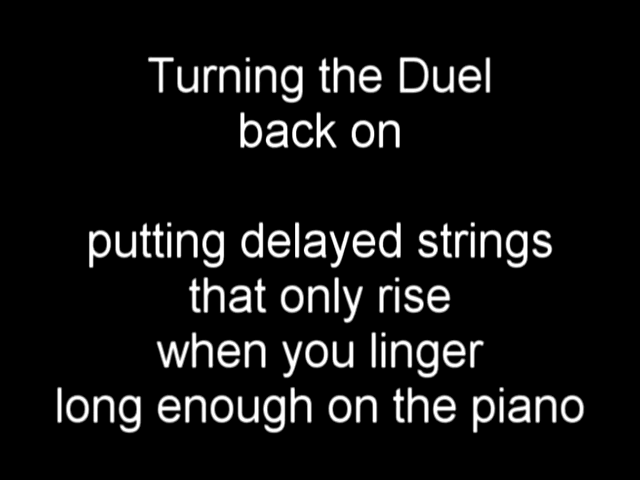 Turning the Duel
back on
putting delayed strings
that only rise
when you linger
long enough on the piano